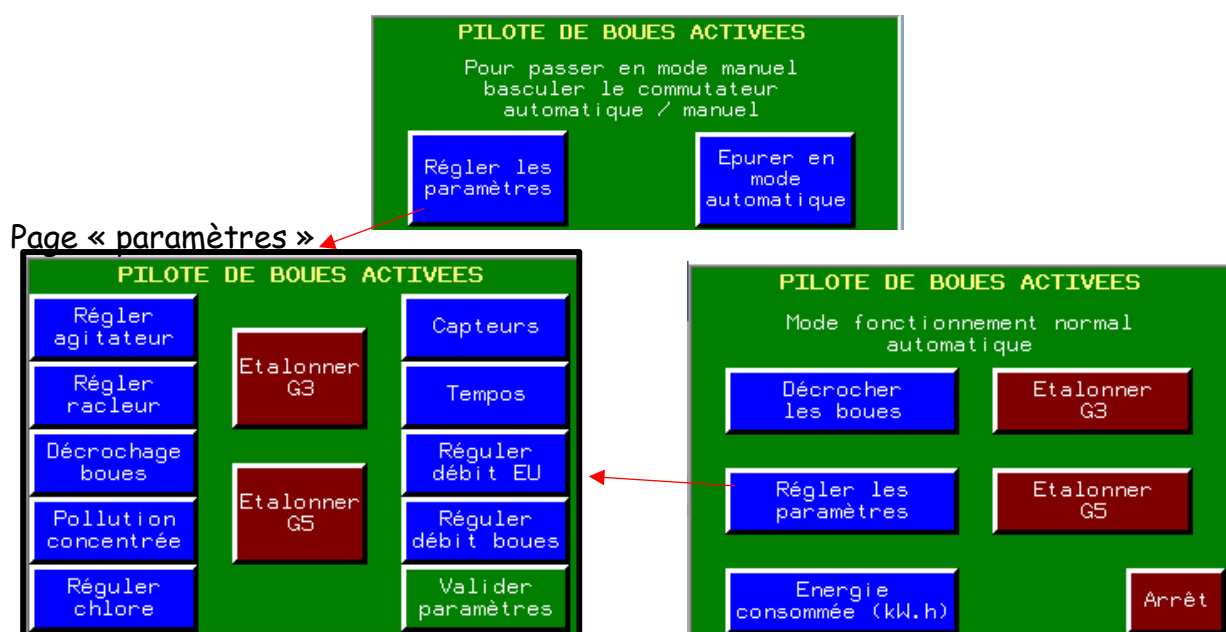 PILOTE DE BOUES ACTIVEES
Pour passer en mode manuel
basculer le commutateur
automatique / manuel
Régler les
paramètres
Epurer en
mode
automatique
Page « paramètres »
PILOTE DE BOUES ACTIVEES
Régler
agitateur
Régler
racleur
Décrochage
boues
Pollution
concentrée
Réguler
chlore
Etalonner
G3
Etalonner
G5
Capteurs
Tempos
Réguler
débit EU
Réguler
débit boues
Valider
paramètres
PILOTE DE BOUES ACTIVEES
Mode fonctionnement normal
automatique
Décrocher
les boues
Etalonner
G3
Régler les
paramètres
Etalonner
G5
Energie
consommée (kW.h)
Arrêt